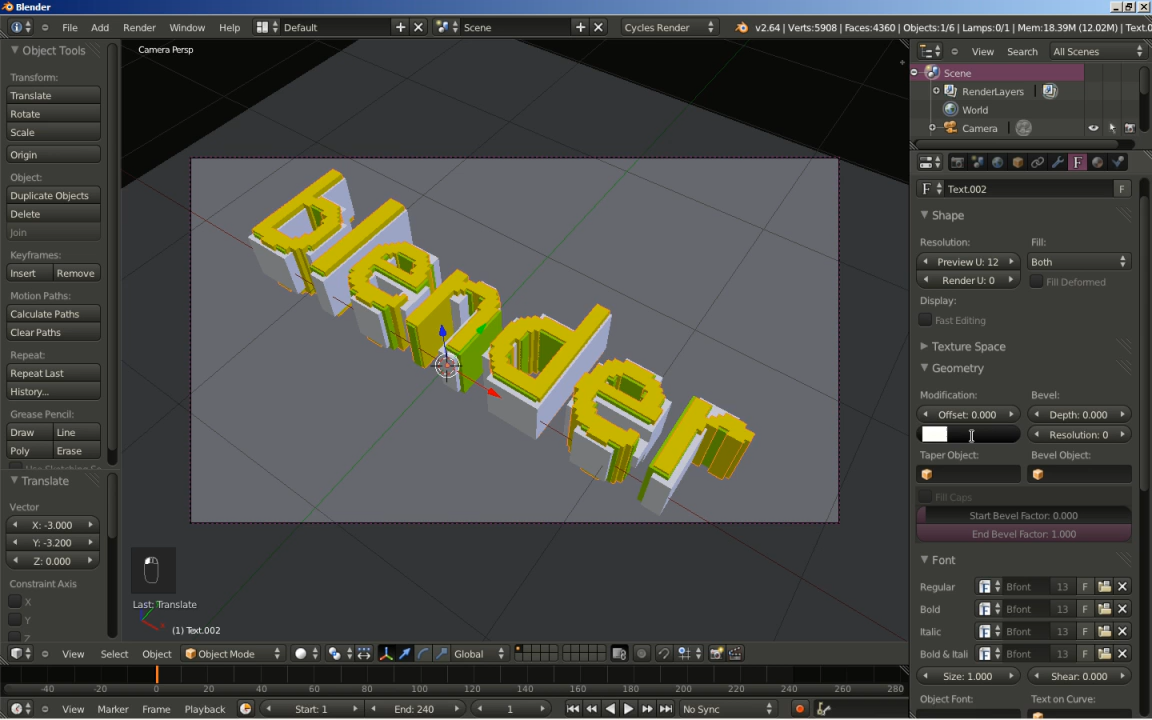 Blender
File Add Render Window Help Default Scene Cycles Render v2.64 | Verts:5908 | Faces:4360 | Objects:1/6 | Lamps:0/1 | Mem:18.39M (12.02M) | Text.0
Object Tools
Transform:
Translate
Rotate
Scale
Origin
Object:
Duplicate Objects
Delete
Join
Keyframes:
Insert Remove
Motion Paths:
Calculate Paths
Clear Paths
Repeat:
Repeat Last
History...
Grease Pencil:
Draw Line
Poly Erase
Translate
Vector
X: -3.000
Y: -3.200
Z: 0.000
Constraint Axis
X
Y
Z
Camera Persp
blender
Last: Translate
(1) Text.002
View Select Object Object Mode Global
-40 -20 0 20 40 60 80 100 120 140 160 180 200 220 240 260 280
View Marker Frame Playback Start: 1 End: 240 1 No Sync
View Search All Scenes
Scene
RenderLayers
World
Camera
F Text.002 F
Shape
Resolution: Fill:
Preview U: 12 Both
Render U: 0 Fill Deformed
Display:
Fast Editing
Texture Space
Geometry
Modification: Bevel:
Offset: 0.000 Depth: 0.000
Resolution: 0
Taper Object: Bevel Object:
Fill Caps
Start Bevel Factor: 0.000
End Bevel Factor: 1.000
Font
Regular Bfont 13 F
Bold Bfont 13 F
Italic Bfont 13 F
Bold & Itali Bfont 13 F
Size: 1.000 Shear: 0.000
Object Font: Text on Curve: